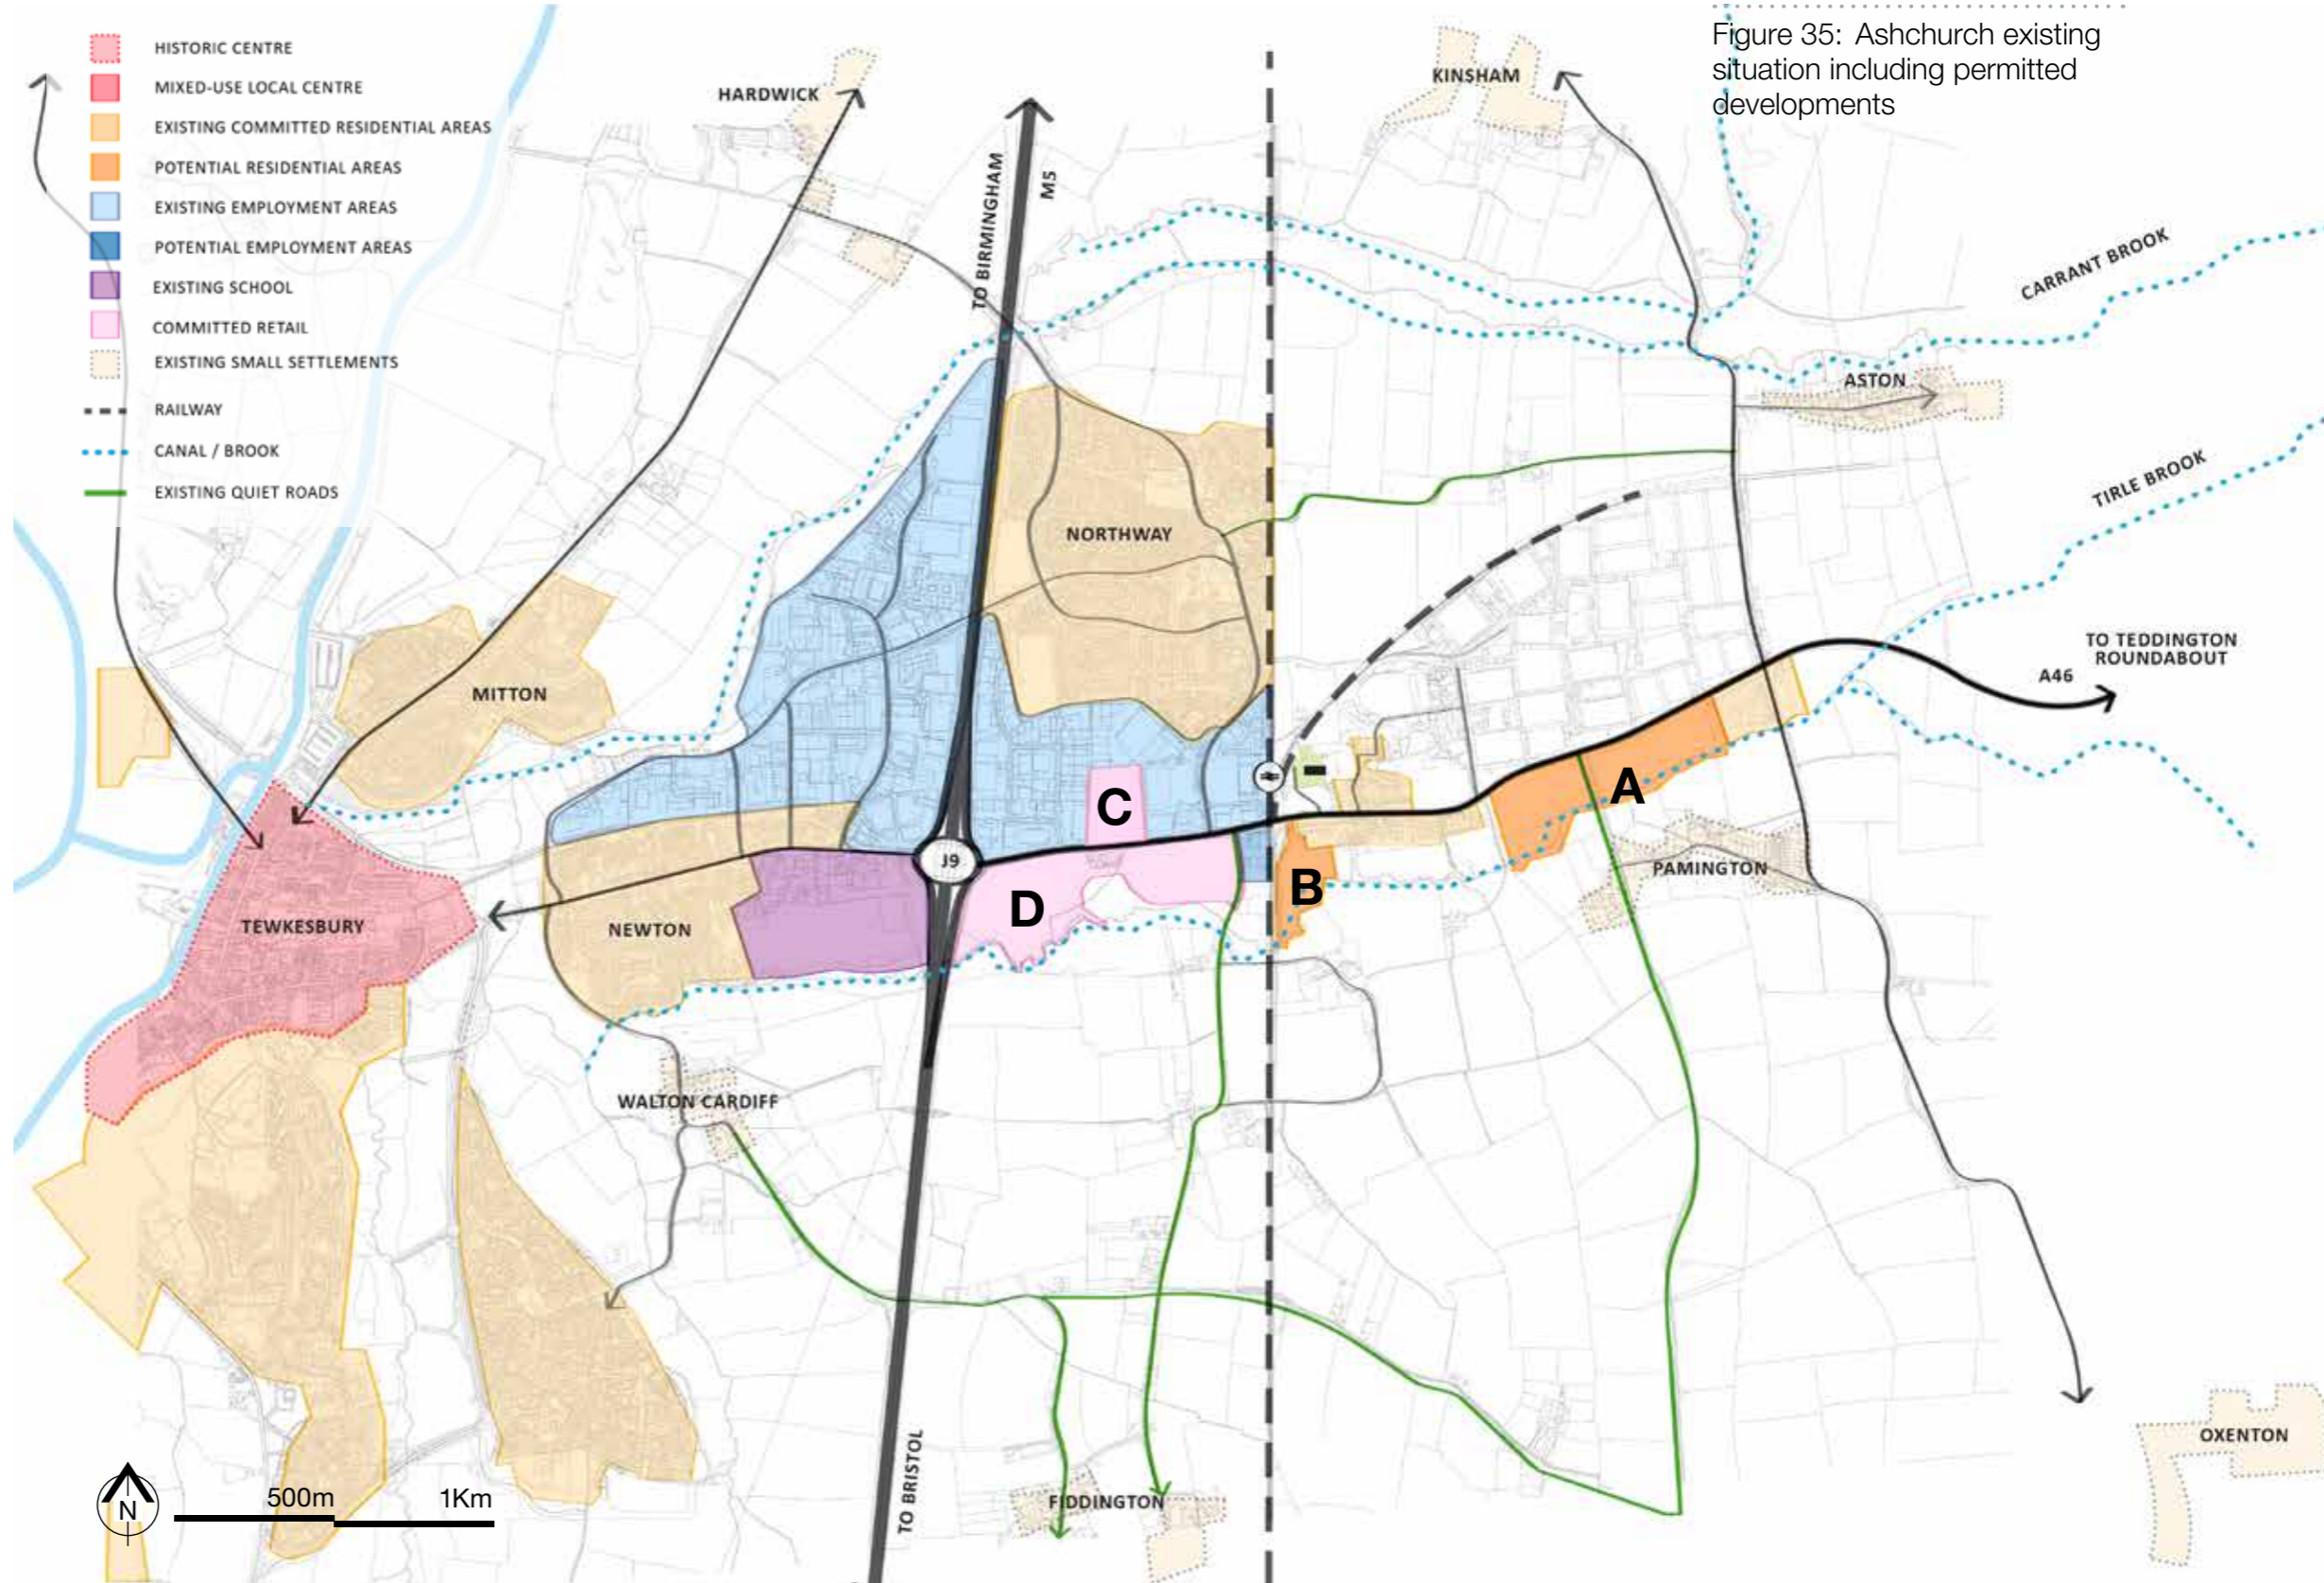 Figure 35: Ashchurch existing
situation including permitted
developments
HISTORIC CENTRE
MIXED-USE LOCAL CENTRE
EXISTING COMMITTED RESIDENTIAL AREAS
POTENTIAL RESIDENTIAL AREAS
EXISTING EMPLOYMENT AREAS
POTENTIAL EMPLOYMENT AREAS
EXISTING SCHOOL
COMMITTED RETAIL
EXISTING SMALL SETTLEMENTS
RAILWAY
CANAL / BROOK
EXISTING QUIET ROADS
HARDWICK
KINSHAM
TO BIRMINGHAM
M5
CARRANT BROOK
ASTON
TIRLE BROOK
NORTHWAY
TO TEDDINGTON
ROUNDABOUT
A46
MITTON
A
C
B
D
J9
PAMINGTON
TEWKESBURY
NEWTON
WALTON CARDIFF
TO BRISTOL
FIDDINGTON
OXENTON
N
500m
1Km